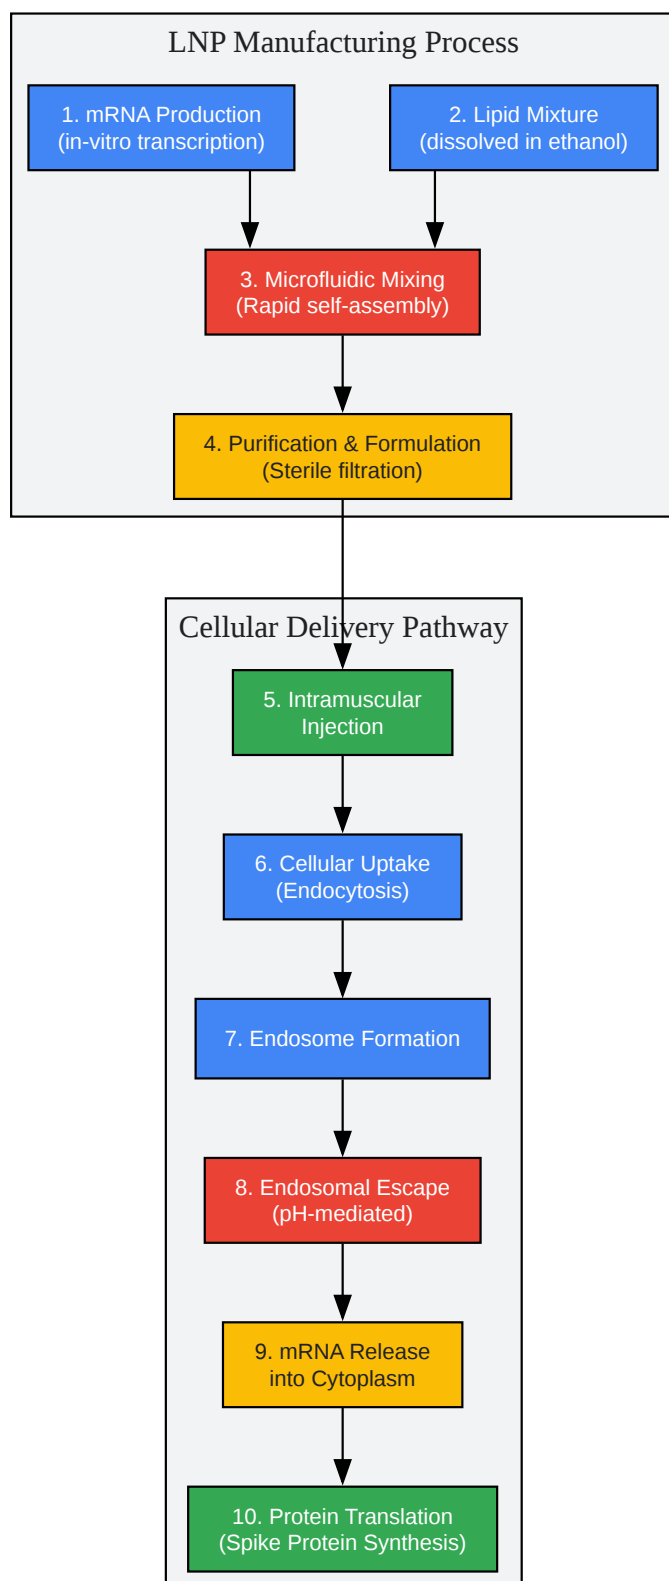 LNP Manufacturing Process
1. mRNA Production
(in-vitro transcription)
2. Lipid Mixture
(dissolved in ethanol)
3. Microfluidic Mixing
(Rapid self-assembly)
4. Purification & Formulation
(Sterile filtration)
Cellular Delivery Pathway
5. Intramuscular
Injection
6. Cellular Uptake
(Endocytosis)
7. Endosome Formation
8. Endosomal Escape
(pH-mediated)
9. mRNA Release
into Cytoplasm
10. Protein Translation
(Spike Protein Synthesis)